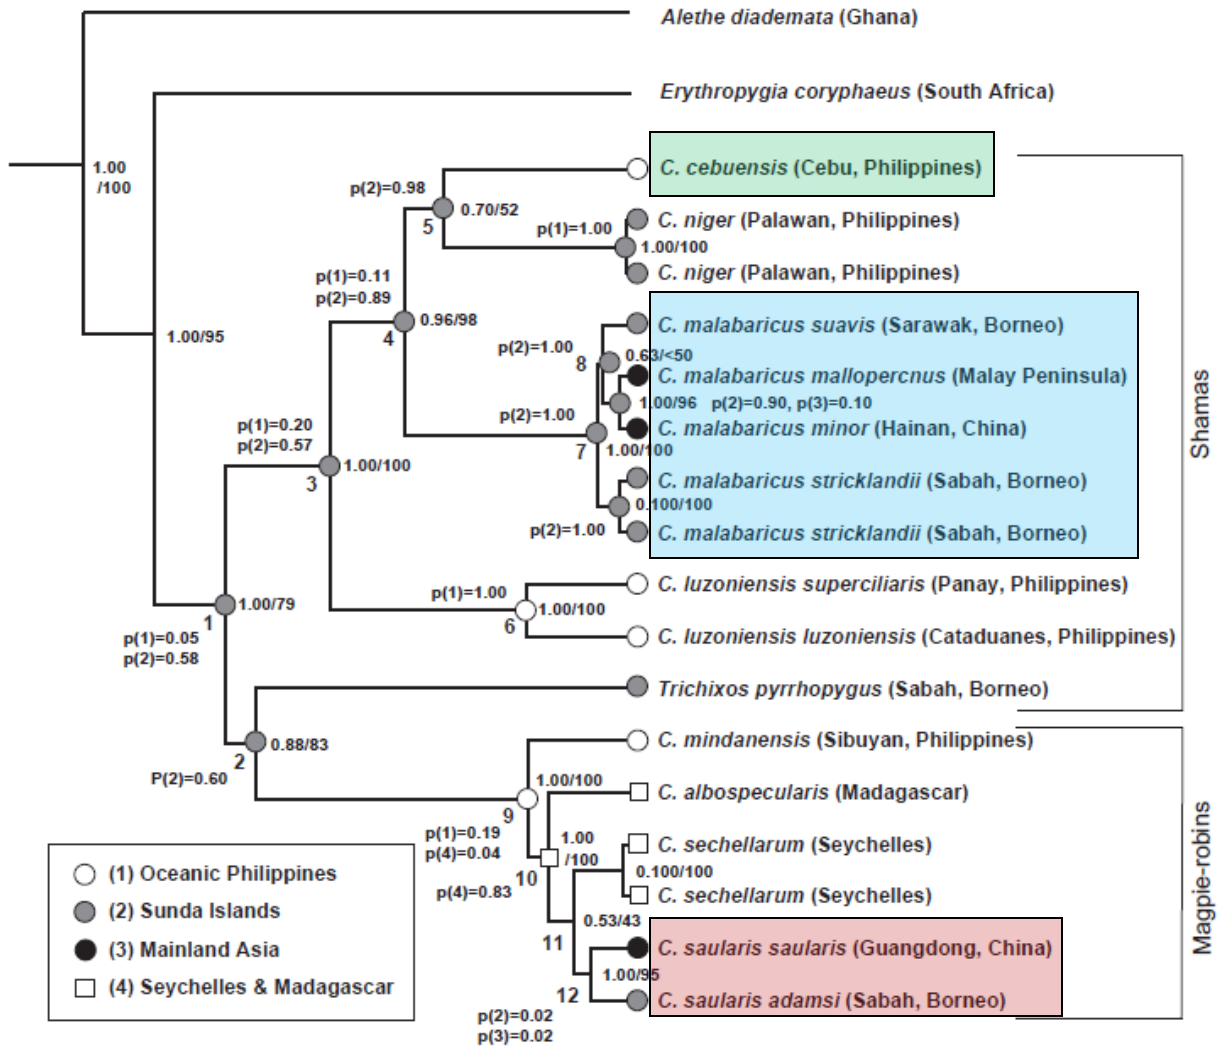 Alethe diademata (Ghana)
Erythropygia coryphaeus (South Africa)
1.00
/100
C. cebuensis (Cebu, Philippines)
p(2)=0.98
0.70/52
5
C. niger (Palawan, Philippines)
p(1)=1.00
1.00/100
C. niger (Palawan, Philippines)
p(1)=0.11
p(2)=0.89
0.96/98
4
1.00/95
C. malabaricus suavis (Sarawak, Borneo)
p(2)=1.00
8
0.63/<50
C. malabaricus mallopercnus (Malay Peninsula)
1.00/96 p(2)=0.90, p(3)=0.10
p(2)=1.00
C. malabaricus minor (Hainan, China)
7
1.00/100
p(1)=0.20
p(2)=0.57
1.00/100
3
C. malabaricus stricklandii (Sabah, Borneo)
0.100/100
p(2)=1.00
C. malabaricus stricklandii (Sabah, Borneo)
C. luzoniensis superciliaris (Panay, Philippines)
p(1)=1.00
1.00/100
6
C. luzoniensis luzoniensis (Cataduanes, Philippines)
1.00/79
1
p(1)=0.05
p(2)=0.58
Trichixos pyrrhopygus (Sabah, Borneo)
Shamas
0.88/83
2
P(2)=0.60
C. mindanensis (Sibuyan, Philippines)
1.00/100
9
p(1)=0.19
p(4)=0.04
C. albospecularis (Madagascar)
1.00
/100
10
p(4)=0.83
C. sechellarum (Seychelles)
0.100/100
C. sechellarum (Seychelles)
0.53/43
11
C. saularis saularis (Guangdong, China)
1.00/95
12
C. saularis adamsi (Sabah, Borneo)
p(2)=0.02
p(3)=0.02
Magpie-robins
(1) Oceanic Philippines
(2) Sunda Islands
(3) Mainland Asia
(4) Seychelles & Madagascar